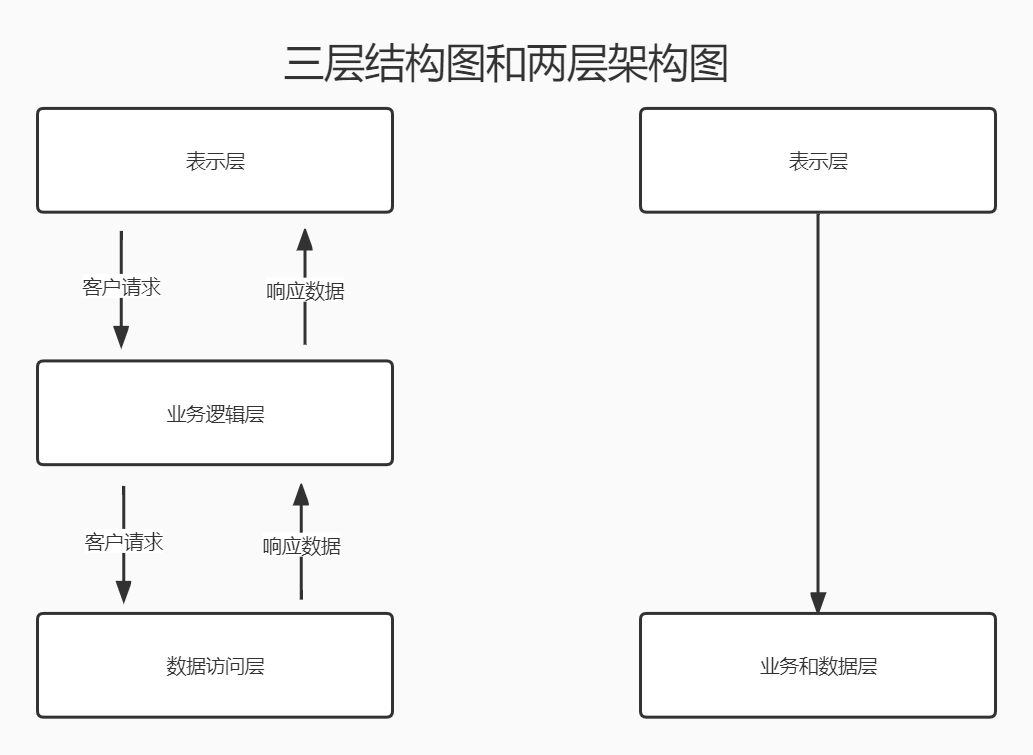 三层结构图和两层架构图
表示层
表示层
客户请求
响应数据
业务逻辑层
客户请求
响应数据
数据访问层
业务和数据层